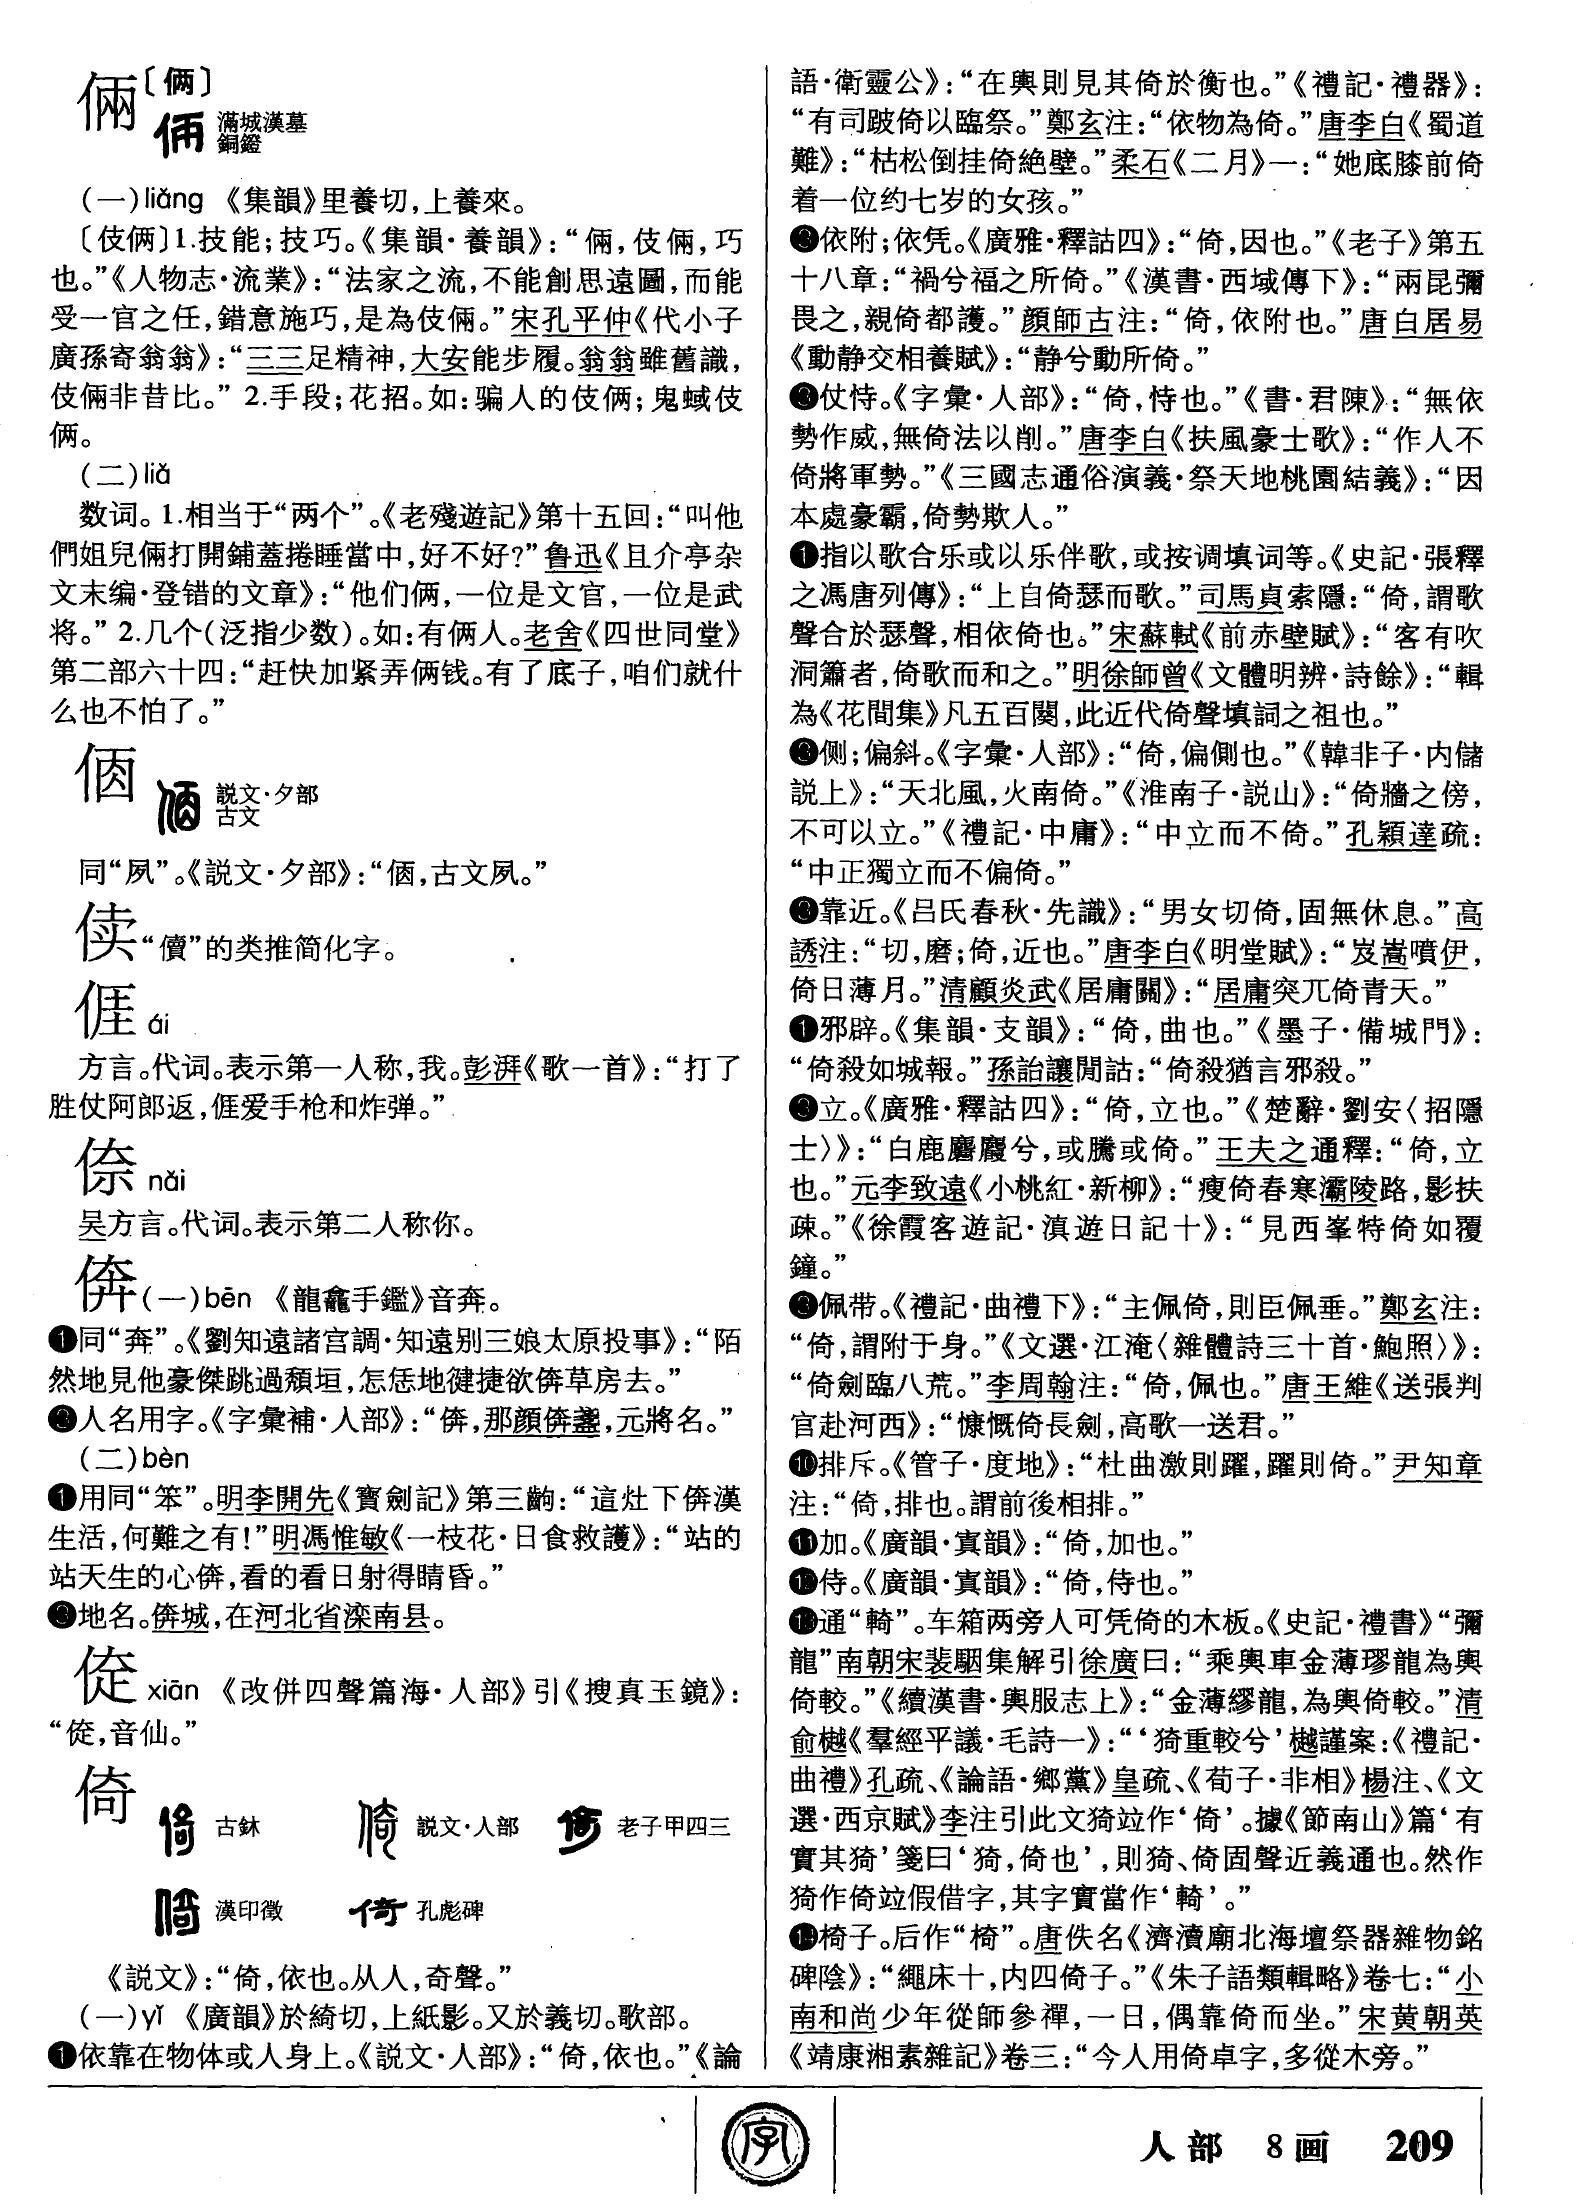 倆〔俩〕
滿城漢墓
銅鐙
(一)liǎng 《集韻》里養切,上養來。
〔伎倆〕1.技能;技巧。《集韻·養韻》:“倆,伎倆,巧
也。”《人物志·流業》:“法家之流,不能創思遠圖,而能
受一官之任,錯意施巧,是為伎倆。”宋孔平仲《代小子
廣孫寄翁翁》:“三三足精神,大安能步履。翁翁雖舊識,
伎倆非昔比。” 2.手段;花招。如:骗人的伎俩;鬼蜮伎
俩。
(二)liǎ
数词。1.相当于“两个”。《老殘遊記》第十五回:“叫他
們姐兒倆打開鋪蓋捲睡當中,好不好?”鲁迅《且介亭杂
文末编·登错的文章》:“他们俩,一位是文官,一位是武
将。” 2.几个(泛指少数)。如:有俩人。老舍《四世同堂》
第二部六十四:“赶快加紧弄俩钱。有了底子,咱们就什
么也不怕了。”
㑻
説文·夕部
古文
同“夙”。《説文·夕部》:“㑻,古文夙。”
𫢸“儥”的类推简化字。
𠊎 ái
方言。代词。表示第一人称,我。彭湃《歌一首》:“打了
胜仗阿郎返,𠊎爱手枪和炸弹。”
倷 nǎi
吴方言。代词。表示第二人称你。
倴(一)bēn 《龍龕手鑑》音奔。
❶同“奔”。《劉知遠諸宫調·知遠别三娘太原投事》:“陌
然地見他豪傑跳過頹垣,怎恁地健捷欲倴草房去。”
❷人名用字。《字彙補·人部》:“倴,那顔倴盞,元將名。”
(二)bèn
❶用同“笨”。明李開先《寶劍記》第三齣:“這灶下倴漢
生活,何難之有!”明馮惟敏《一枝花·日食救護》:“站的
站天生的心倴,看的看日射得睛昏。”
❷地名。倴城,在河北省滦南县。
xiān 《改併四聲篇海·人部》引《搜真玉鏡》:
音仙。”
倚
古鉢 説文·人部 老子甲四三
漢印徵 孔彪碑
《説文》:“倚,依也。从人,奇聲。”
(一)yǐ 《廣韻》於綺切,上紙影。又於義切。歌部。
❶依靠在物体或人身上。《説文·人部》:“倚,依也。”《論
語·衛靈公》:“在輿則見其倚於衡也。”《禮記·禮器》:
“有司跛倚以臨祭。”鄭玄注:“依物為倚。”唐李白《蜀道
難》:“枯松倒挂倚絶壁。”柔石《二月》一:“她底膝前倚
着一位约七岁的女孩。”
❷依附;依凭。《廣雅·釋詁四》:“倚,因也。”《老子》第五
十八章:“禍兮福之所倚。”《漢書·西域傳下》:“兩昆彌
畏之,親倚都護。”顔師古注:“倚,依附也。”唐白居易
《動静交相養賦》:“静兮動所倚。”
❸仗恃。《字彙·人部》:“倚,恃也。”《書·君陳》:“無依
勢作威,無倚法以削。”唐李白《扶風豪士歌》:“作人不
倚將軍勢。”《三國志通俗演義·祭天地桃園結義》:“因
本處豪霸,倚勢欺人。”
❹指以歌合乐或以乐伴歌,或按调填词等。《史記·張釋
之馮唐列傳》:“上自倚瑟而歌。”司馬貞索隱:“倚,謂歌
聲合於瑟聲,相依倚也。”宋蘇軾《前赤壁賦》:“客有吹
洞簫者,倚歌而和之。”明徐師曾《文體明辨·詩餘》:“輯
為《花間集》凡五百闋,此近代倚聲填詞之祖也。”
❺侧;偏斜。《字彙·人部》:“倚,偏側也。”《韓非子·内儲
説上》:“天北風,火南倚。”《淮南子·説山》:“倚牆之傍,
不可以立。”《禮記·中庸》:“中立而不倚。”孔穎達疏:
“中正獨立而不偏倚。”
❻靠近。《吕氏春秋·先識》:“男女切倚,固無休息。”高
誘注:“切,磨;倚,近也。”唐李白《明堂賦》:“岌嵩噴伊,
倚日薄月。”清顧炎武《居庸關》:“居庸突兀倚青天。”
❼邪辟。《集韻·支韻》:“倚,曲也。”《墨子·備城門》:
“倚殺如城報。”孫詒讓閒詁:“倚殺猶言邪殺。”
❽立。《廣雅·釋詁四》:“倚,立也。”《楚辭·劉安〈招隱
士〉》:“白鹿麏麚兮,或騰或倚。”王夫之通釋:“倚,立
也。”元李致遠《小桃紅·新柳》:“瘦倚春寒灞陵路,影扶
疎。”《徐霞客遊記·滇遊日記十》:“見西峯特倚如覆
鐘。”
❾佩带。《禮記·曲禮下》:“主佩倚,則臣佩垂。”鄭玄注:
“倚,謂附于身。”《文選·江淹〈雜體詩三十首·鮑照〉》:
“倚劍臨八荒。”李周翰注:“倚,佩也。”唐王維《送張判
官赴河西》:“慷慨倚長劍,高歌一送君。”
❿排斥。《管子·度地》:“杜曲激則躍,躍則倚。”尹知章
注:“倚,排也。謂前後相排。”
⓫加。《廣韻·寘韻》:“倚,加也。”
⓬侍。《廣韻·寘韻》:“倚,侍也。”
⓭通“輢”。车箱两旁人可凭倚的木板。《史記·禮書》“彌
龍”南朝宋裴駰集解引徐廣曰:“乘輿車金薄璆龍為輿
倚較。”《續漢書·輿服志上》:“金薄繆龍,為輿倚較。”清
俞樾《羣經平議·毛詩一》:“‘猗重較兮’樾謹案:《禮記·
曲禮》孔疏、《論語·鄉黨》皇疏、《荀子·非相》楊注、《文
選·西京賦》李注引此文猗竝作‘倚’。據《節南山》篇‘有
實其猗’箋曰‘猗,倚也’,則猗、倚固聲近義通也。然作
猗作倚竝假借字,其字實當作‘輢’。”
⓮椅子。后作“椅”。唐佚名《濟瀆廟北海壇祭器雜物銘
碑陰》:“繩床十,内四倚子。”《朱子語類輯略》卷七:“小
南和尚少年從師參禪,一日,偶靠倚而坐。”宋黄朝英
《靖康湘素雜記》卷三:“今人用倚卓字,多從木旁。”
字
人部 8画 209